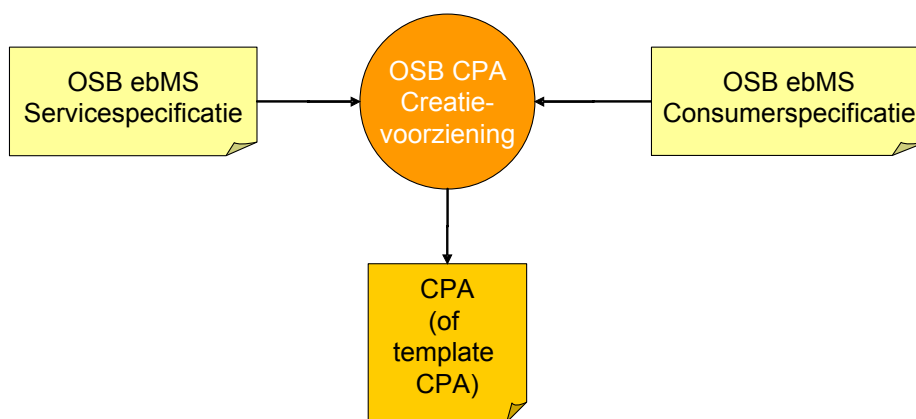 OSB ebMS
Servicespecificatie
OSB CPA
Creatie-
voorziening
OSB ebMS
Consumerspecificatie
CPA
(of
template
CPA)